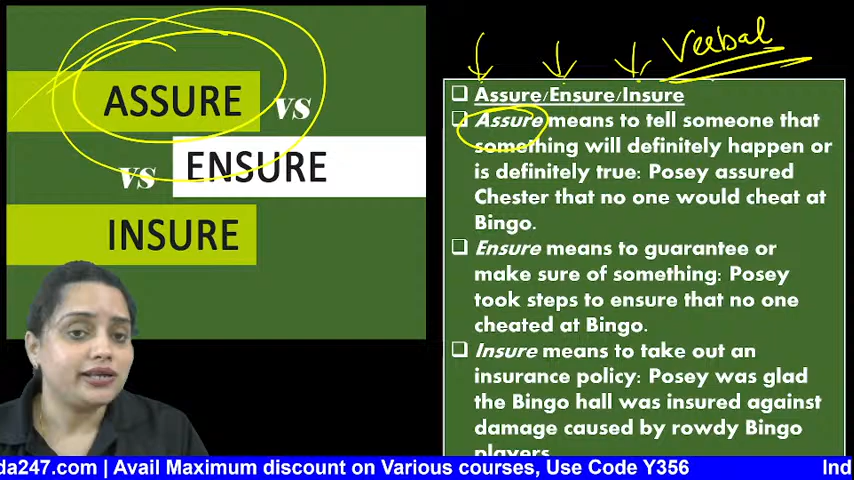 ASSURE
vs
vs
ENSURE
INSURE
Verbal
Assure/Ensure/Insure
Assure means to tell someone that
something will definitely happen or
is definitely true: Posey assured
Chester that no one would cheat at
Bingo.
Ensure means to guarantee or
make sure of something: Posey
took steps to ensure that no one
cheated at Bingo.
Insure means to take out an
insurance policy: Posey was glad
the Bingo hall was insured against
damage caused by rowdy Bingo
players.
da247.com | Avail Maximum discount on Various courses, Use Code Y356
Ind